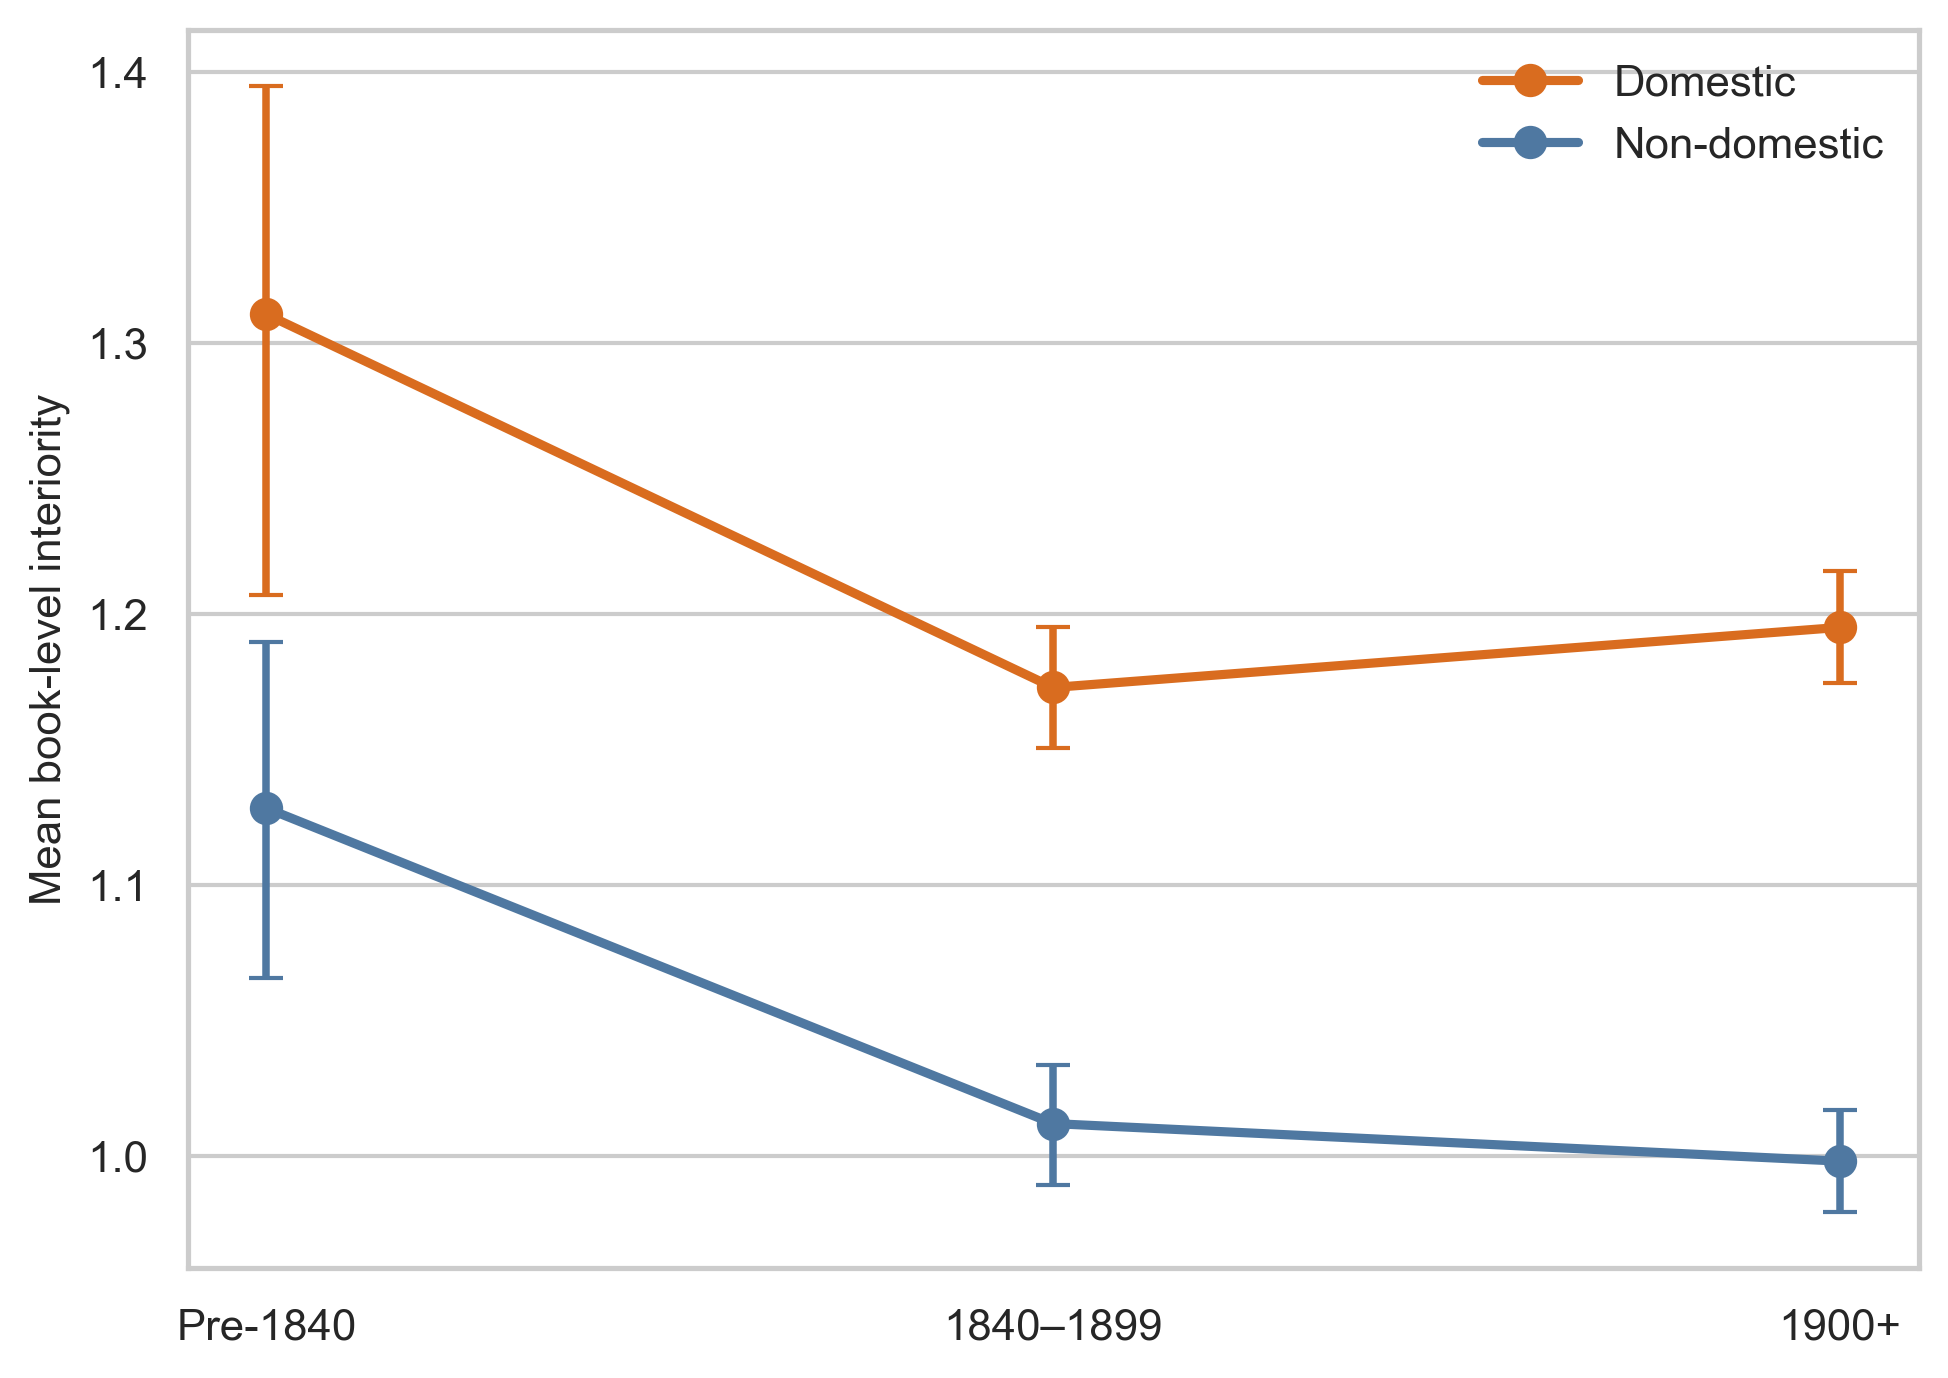 Domestic
Non-domestic
Mean book-level interiority
1.4
1.3
1.2
1.1
1.0
Pre-1840
1840–1899
1900+